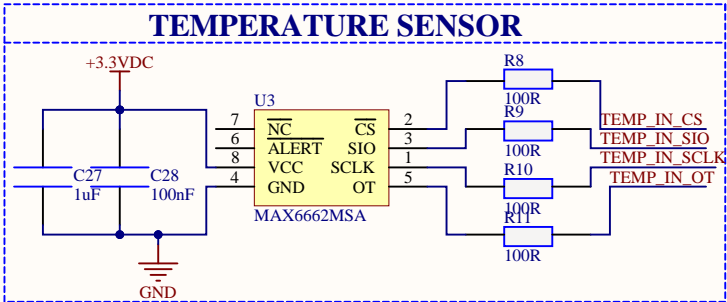 TEMPERATURE SENSOR
+3.3VDC
R8
100R
U3
R9
7 NC CS 2
TEMP_IN_CS
100R
6 ALERT SIO 3
TEMP_IN_SIO
8 VCC SCLK 1
TEMP_IN_SCLK
C27
1uF
C28
100nF
4 GND OT 5
R10
TEMP_IN_OT
100R
MAX6662MSA
R11
100R
GND